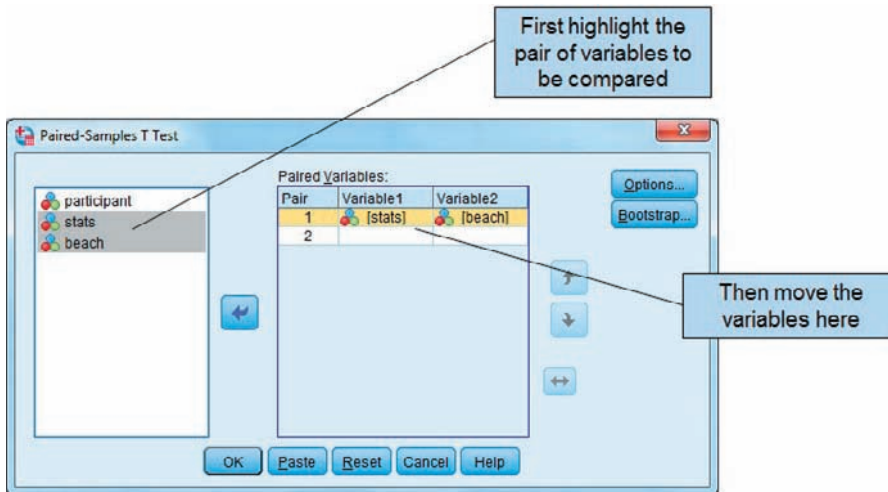 First highlight the
pair of variables to
be compared
Paired-Samples T Test
participant
stats
beach
Paired Variables:
Pair Variable1 Variable2
1 [stats] [beach]
2
Options...
Bootstrap...
Then move the
variables here
OK Paste Reset Cancel Help